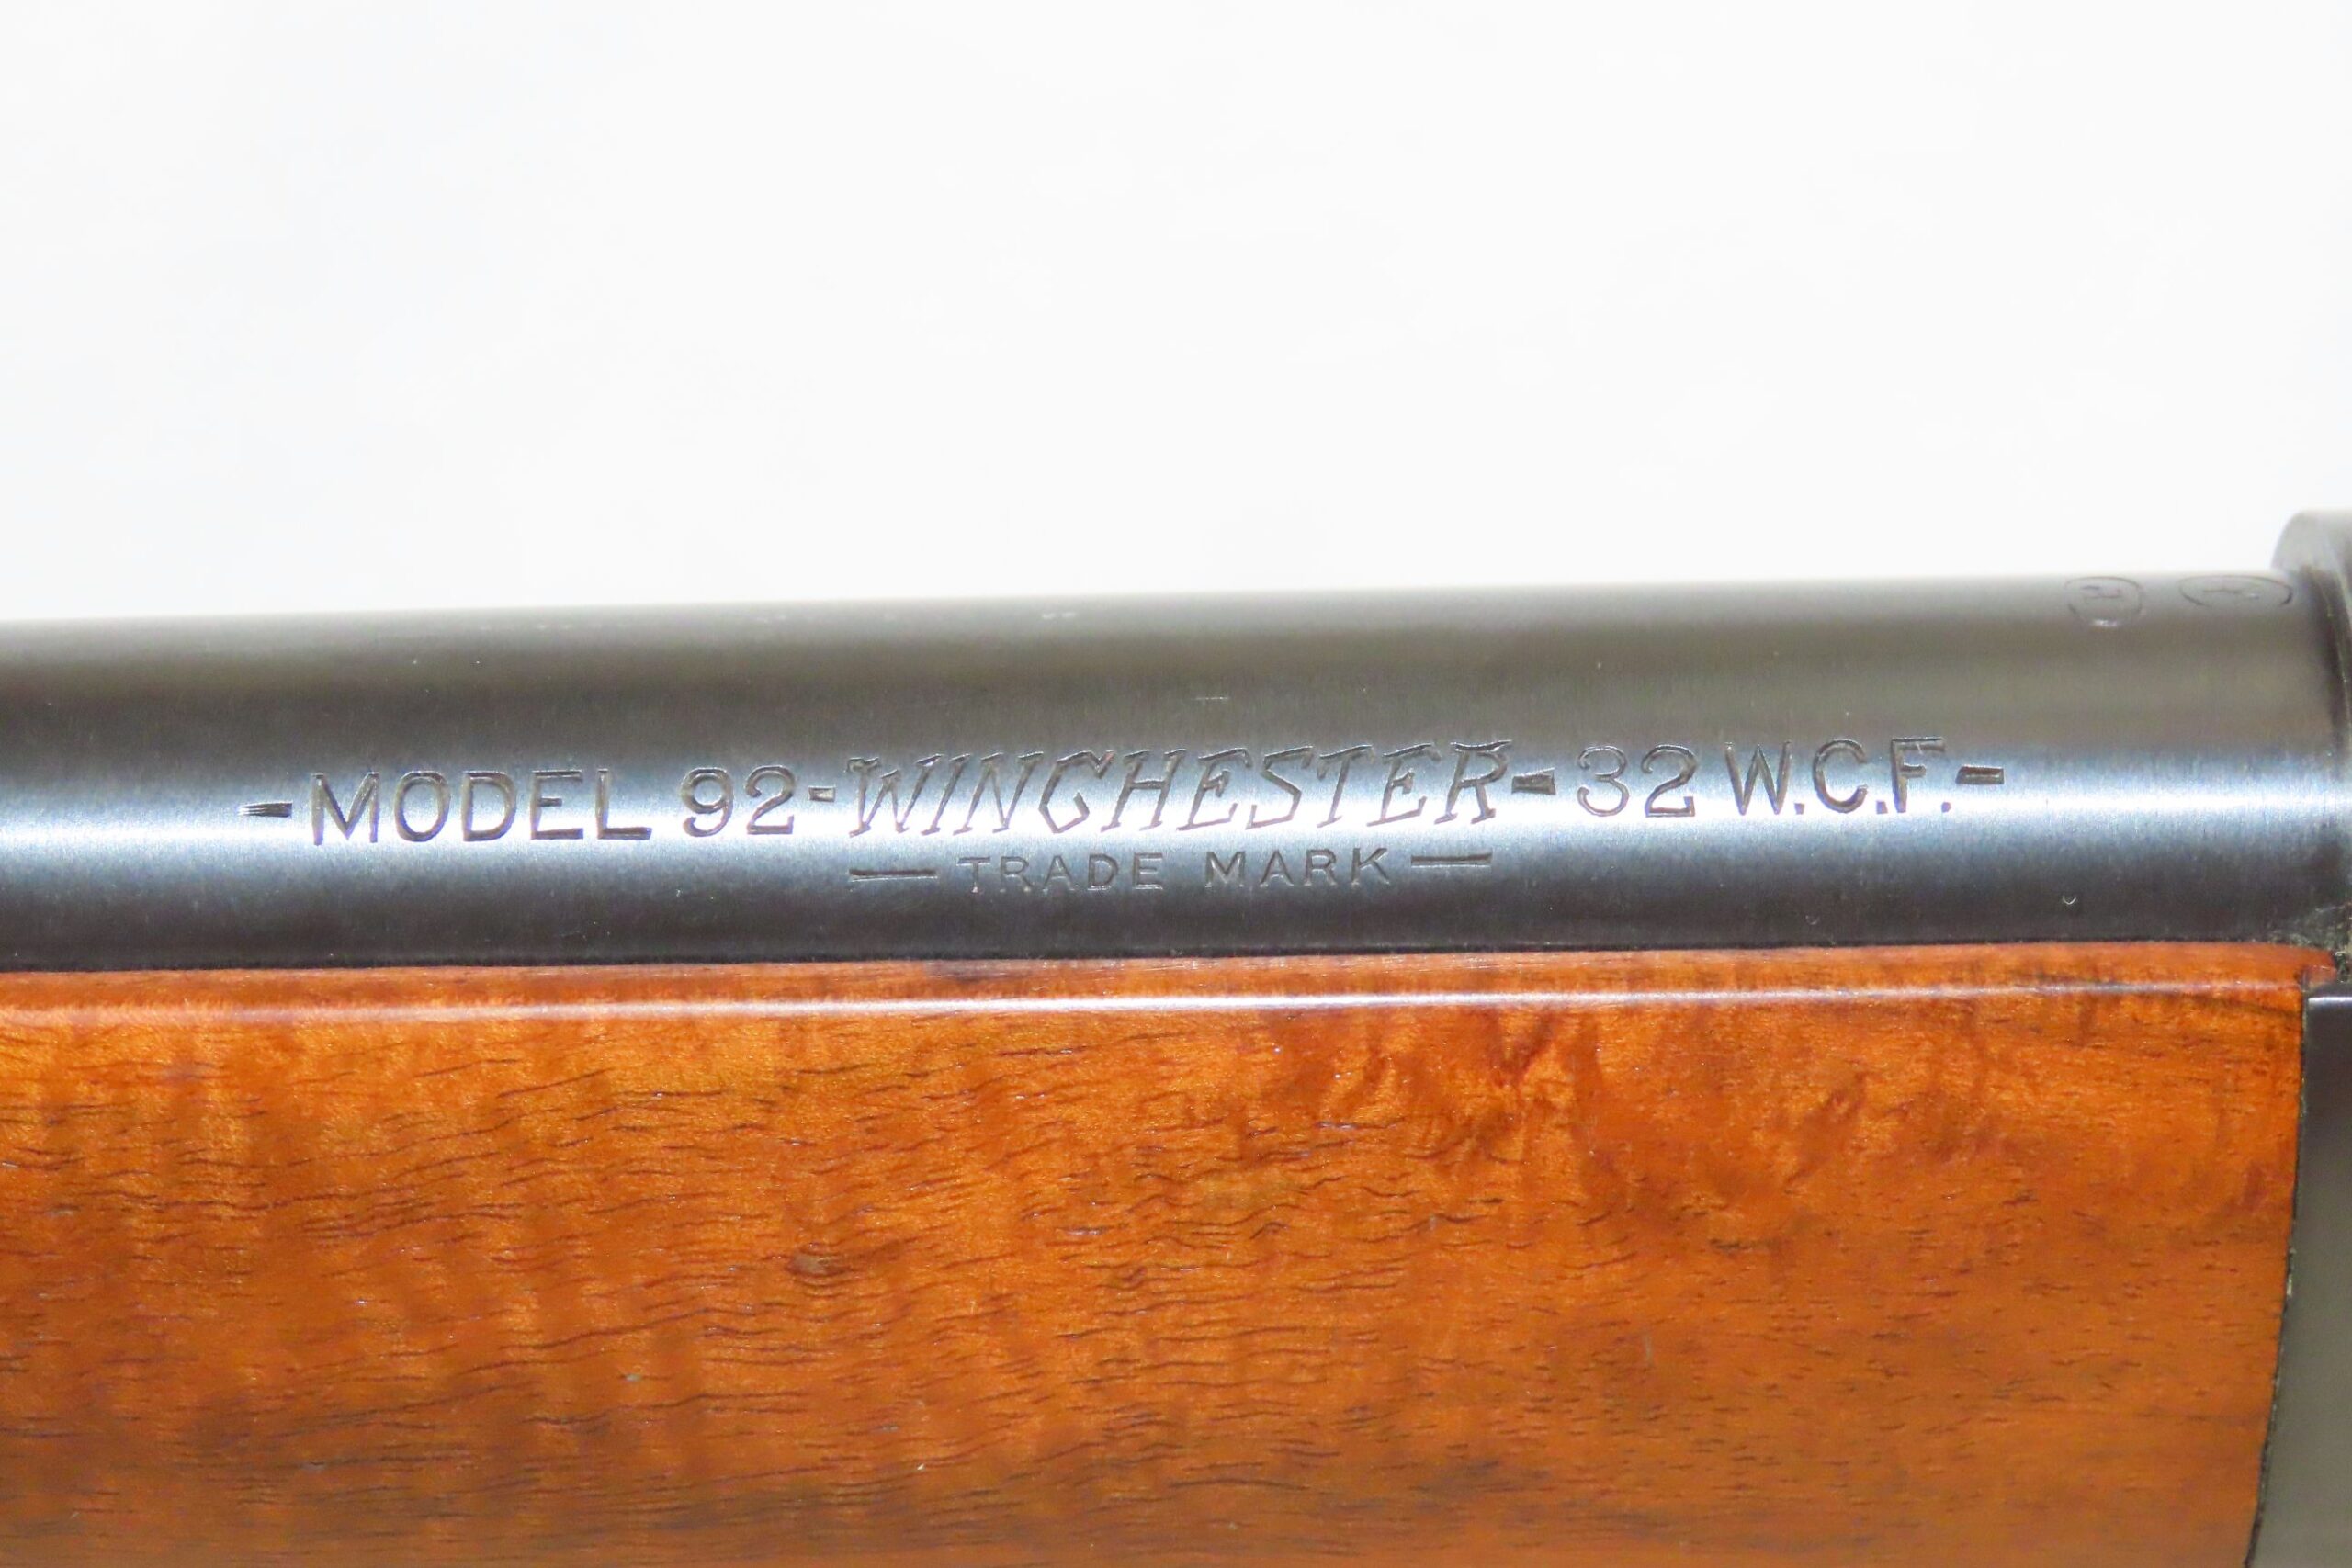 -MODEL 92-WINCHESTER-32 W.C.F.-
— TRADE MARK —